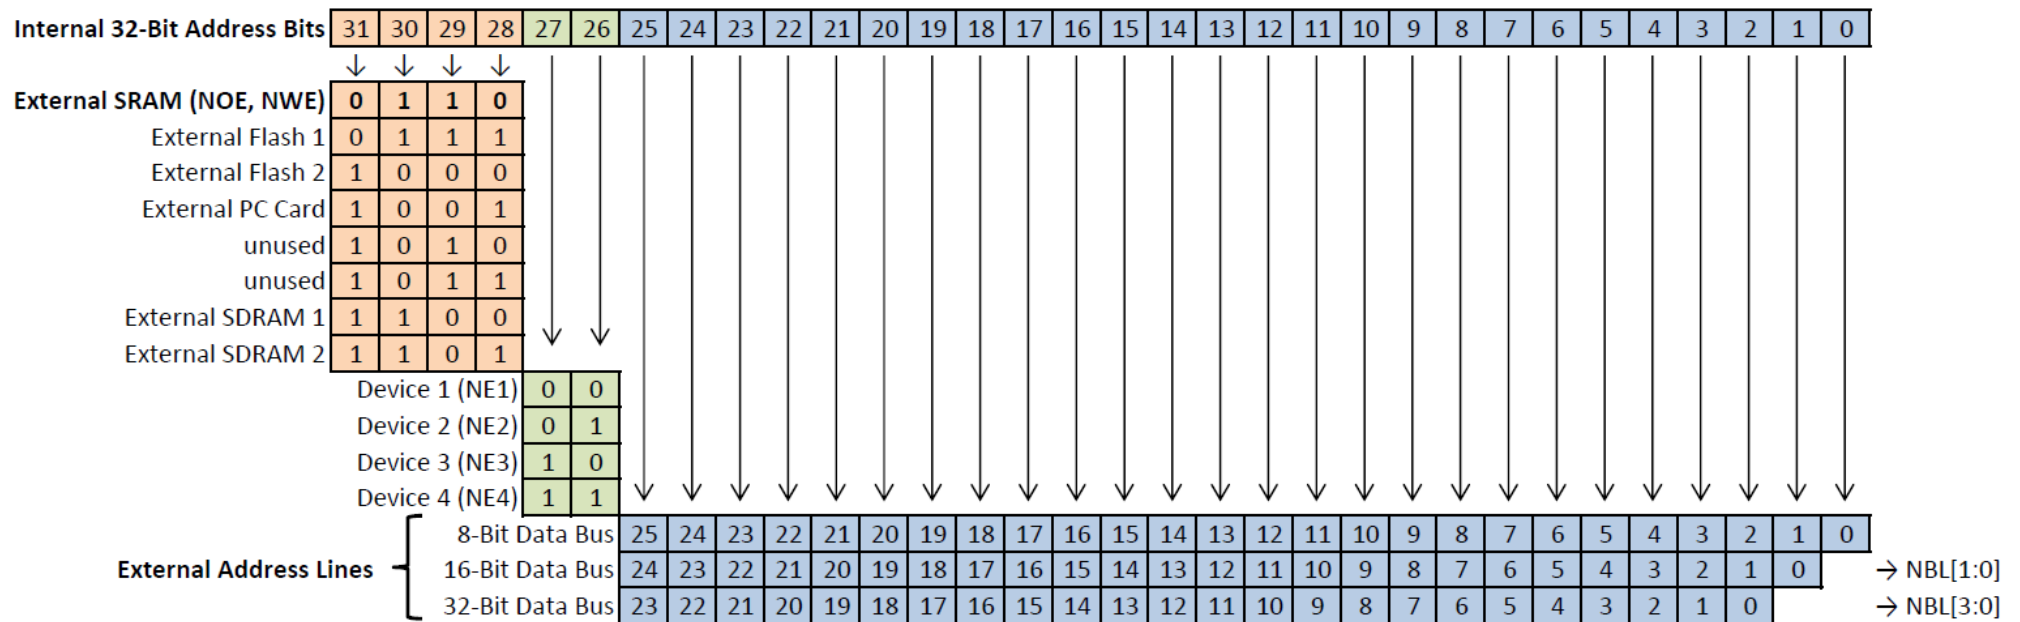 Internal 32-Bit Address Bits 31 30 29 28 27 26 25 24 23 22 21 20 19 18 17 16 15 14 13 12 11 10 9 8 7 6 5 4 3 2 1 0
External SRAM (NOE, NWE) 0 1 1 0
External Flash 1 0 1 1 1
External Flash 2 1 0 0 0
External PC Card 1 0 0 1
unused 1 0 1 0
unused 1 0 1 1
External SDRAM 1 1 1 0 0
External SDRAM 2 1 1 0 1
Device 1 (NE1) 0 0
Device 2 (NE2) 0 1
Device 3 (NE3) 1 0
Device 4 (NE4) 1 1
8-Bit Data Bus 25 24 23 22 21 20 19 18 17 16 15 14 13 12 11 10 9 8 7 6 5 4 3 2 1 0
External Address Lines 16-Bit Data Bus 24 23 22 21 20 19 18 17 16 15 14 13 12 11 10 9 8 7 6 5 4 3 2 1 0 → NBL[1:0]
32-Bit Data Bus 23 22 21 20 19 18 17 16 15 14 13 12 11 10 9 8 7 6 5 4 3 2 1 0 → NBL[3:0]